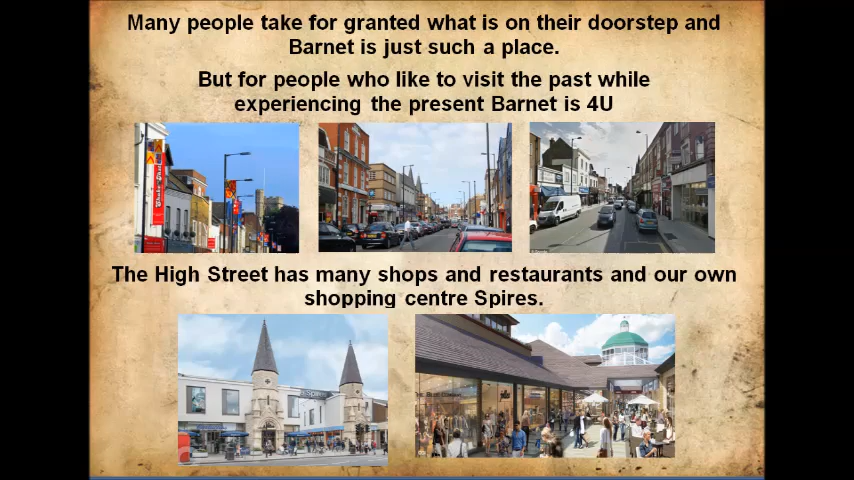 Many people take for granted what is on their doorstep and
Barnet is just such a place.
But for people who like to visit the past while
experiencing the present Barnet is 4U
The High Street has many shops and restaurants and our own
shopping centre Spires.